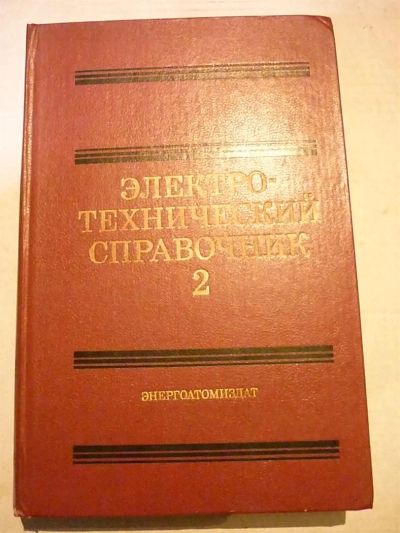 ЭЛЕКТРО-
ТЕХНИЧЕСКИЙ
СПРАВОЧНИК
2
ЭНЕРГОАТОМИЗДАТ